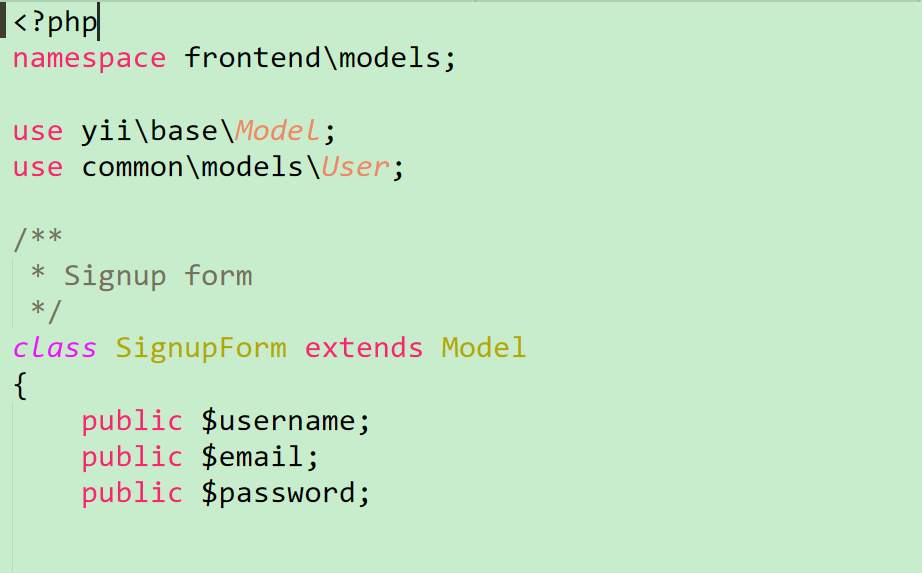 <?php
namespace frontend\models;
use yii\base\Model;
use common\models\User;
/**
 * Signup form
 */
class SignupForm extends Model
{
    public $username;
    public $email;
    public $password;